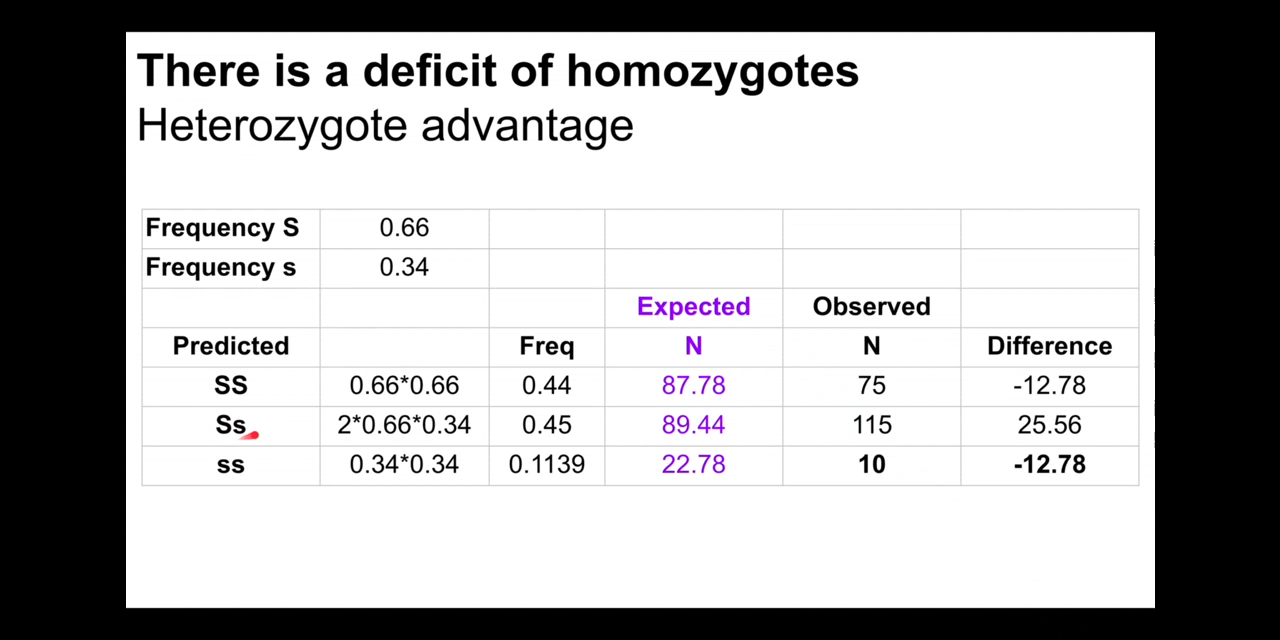 There is a deficit of homozygotes
Heterozygote advantage
Frequency S 0.66
Frequency s 0.34
Expected Observed
Predicted Freq N N Difference
SS 0.66*0.66 0.44 87.78 75 -12.78
Ss 2*0.66*0.34 0.45 89.44 115 25.56
ss 0.34*0.34 0.1139 22.78 10 -12.78